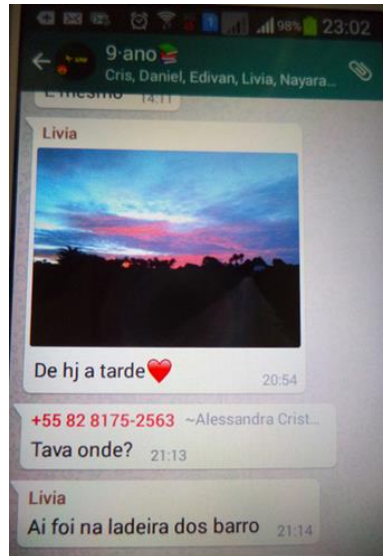 98% 23:02
9·ano
Cris, Daniel, Edivan, Livia, Nayara...
E mesmo 14:11
Livia
De hj a tarde❤️
20:54
+55 82 8175-2563 ~Alessandra Crist...
Tava onde? 21:13
Livia
Ai foi na ladeira dos barro 21:14